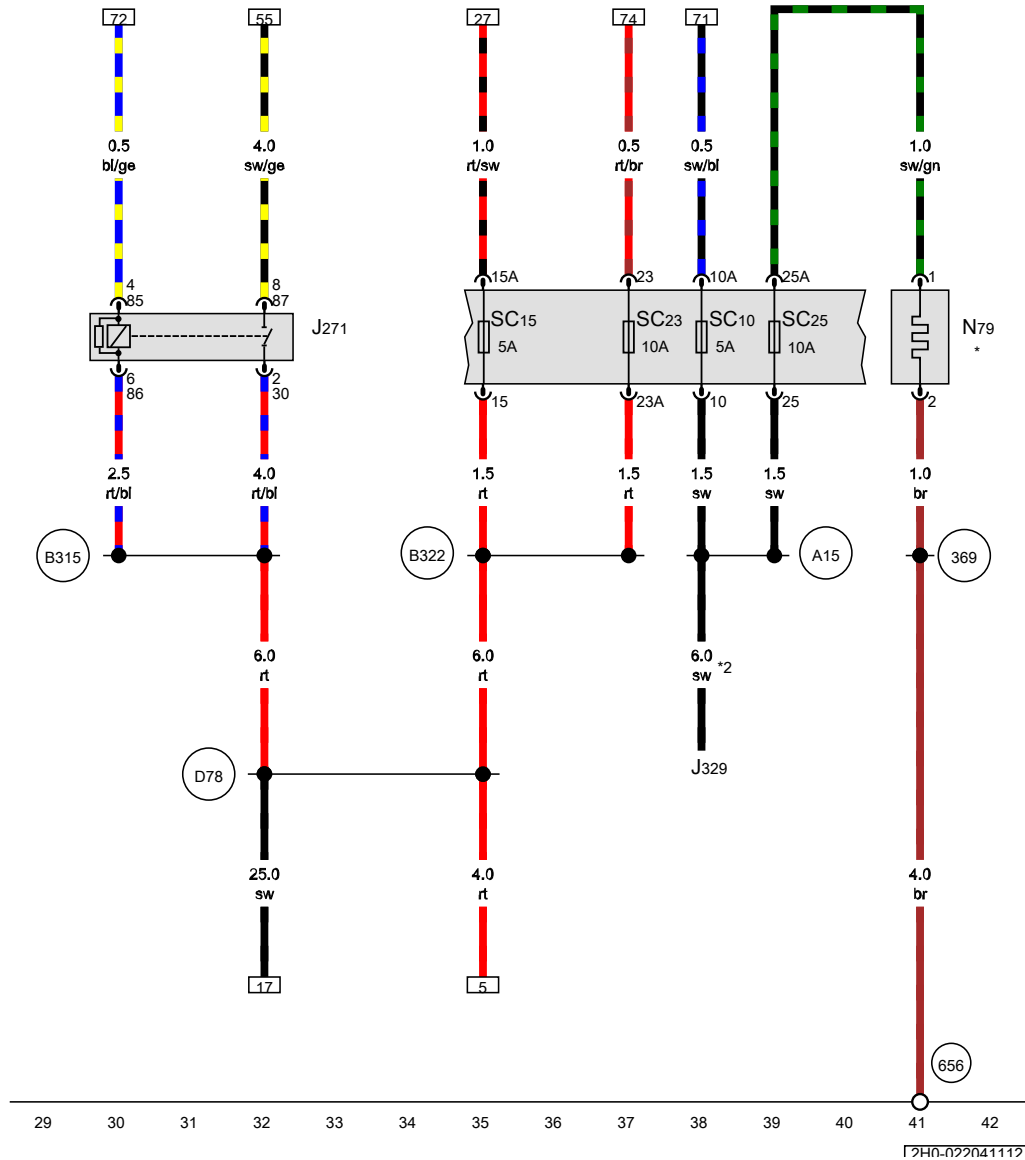 72 55 27 74 71
0.5 4.0 1.0 0.5 0.5 1.0
bl/ge sw/ge rt/sw rt/br sw/bl sw/gn
4 8 15A 23 10A 25A 1
85 87
J271 SC15 SC23 SC10 SC25 N79
5A 10A 5A 10A *
6 2 15 23A 10 25 2
86 30
2.5 4.0 1.5 1.5 1.5 1.5 1.0
rt/bl rt/bl rt rt sw sw br
B315 B322 A15 369
6.0 6.0 6.0
rt rt sw *2
D78 J329
25.0 4.0 4.0
sw rt br
17 5
656
29 30 31 32 33 34 35 36 37 38 39 40 41 42
2H0-022041112